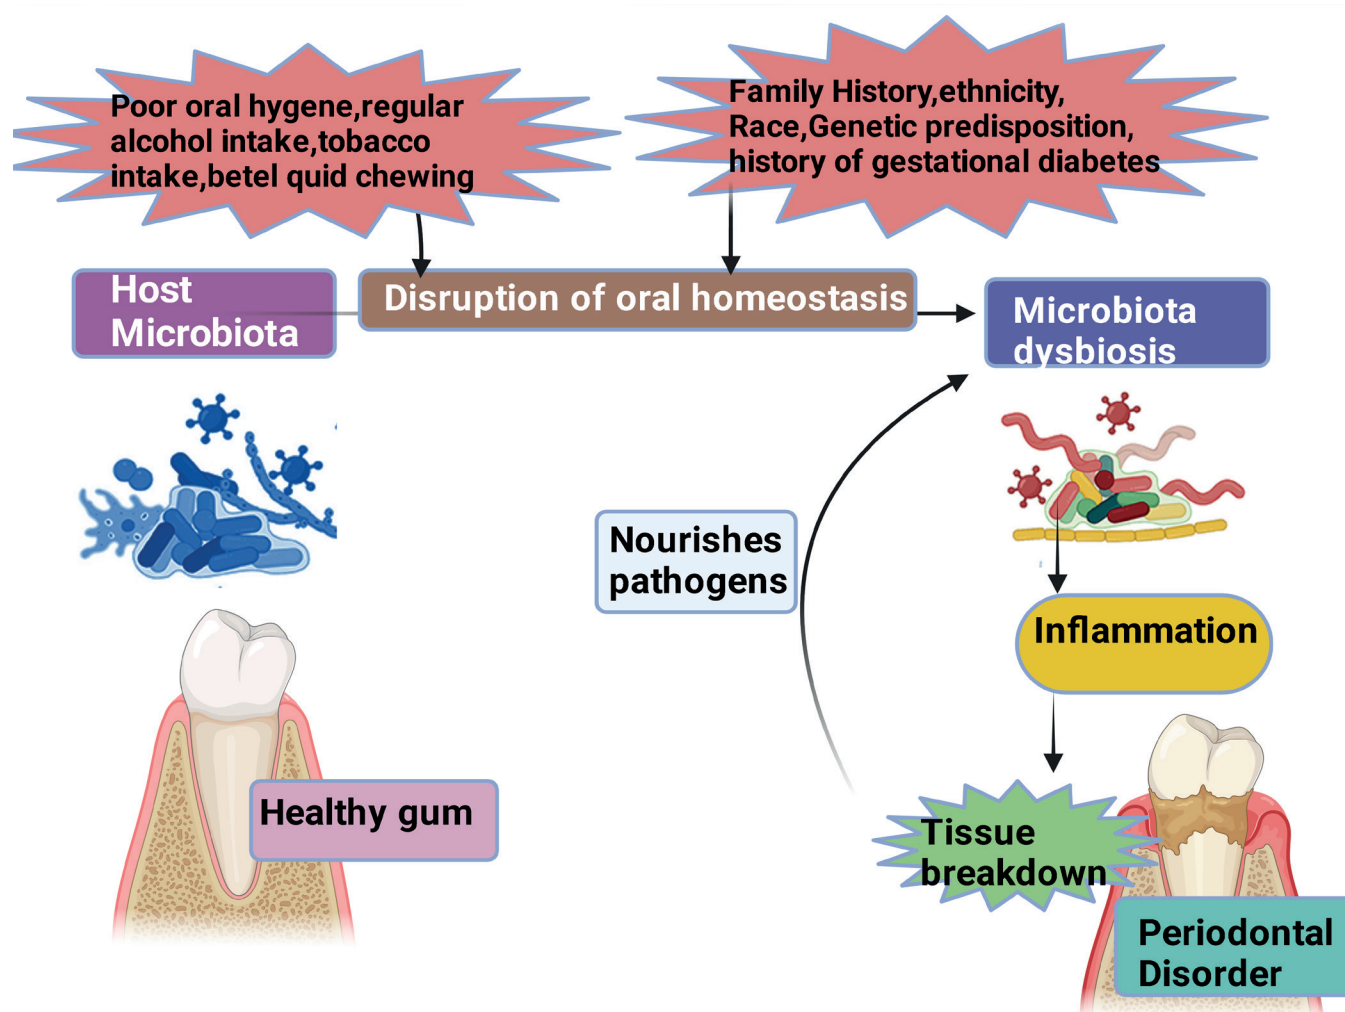 Poor oral hygene,regular
alcohol intake,tobacco
intake,betel quid chewing
Family History,ethnicity,
Race,Genetic predisposition,
history of gestational diabetes
Host
Microbiota
Disruption of oral homeostasis
Microbiota
dysbiosis
Nourishes
pathogens
Inflammation
Healthy gum
Tissue
breakdown
Periodontal
Disorder